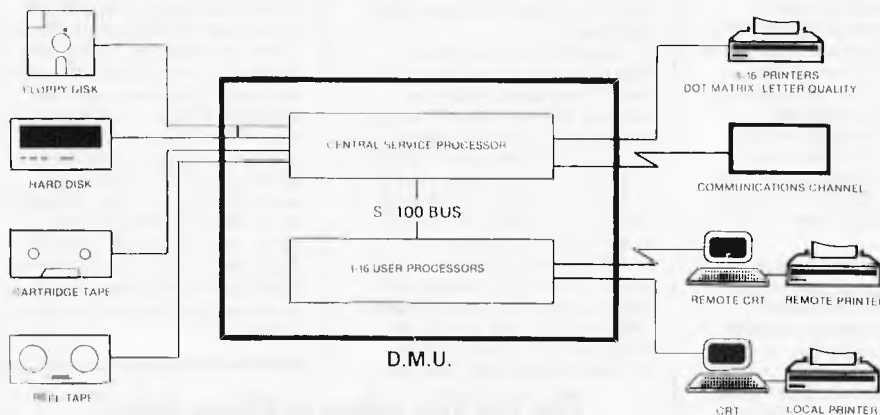 FLOPPY DISK
HARD DISK
CARTRIDGE TAPE
REEL TAPE
CENTRAL SERVICE PROCESSOR
S 100 BUS
1-16 USER PROCESSORS
D.M.U.
1-16 PRINTERS
DOT MATRIX LETTER QUALITY
COMMUNICATIONS CHANNEL
REMOTE CRT
REMOTE PRINTER
CRT
LOCAL PRINTER